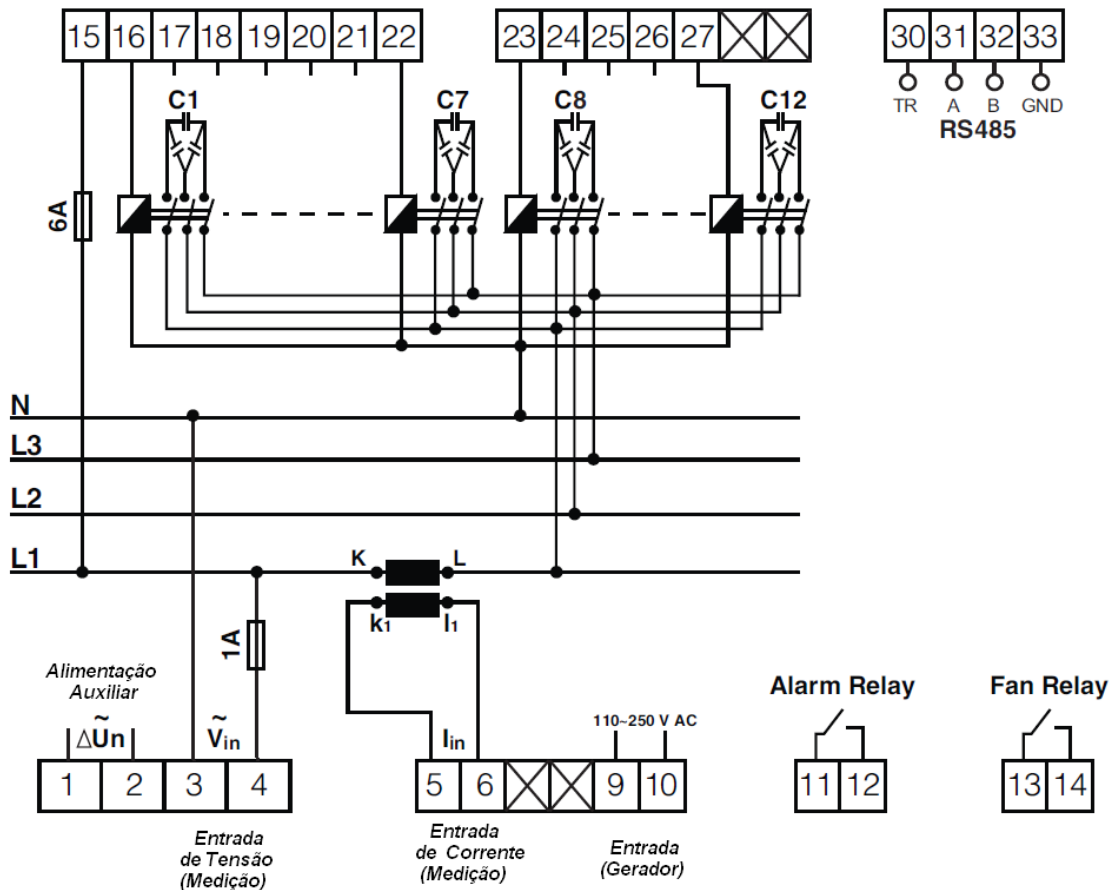 15 16 17 18 19 20 21 22 23 24 25 26 27 30 31 32 33
TR A B GND
RS485
C1 C7 C8 C12
6A
N
L3
L2
L1
K L
k1 l1
1A
Alimentação
Auxiliar
ΔŨn
Ṽin
Iin
110~250 V AC
Alarm Relay
Fan Relay
1 2 3 4 5 6 9 10 11 12 13 14
Entrada
de Tensão
(Medição)
Entrada
de Corrente
(Medição)
Entrada
(Gerador)